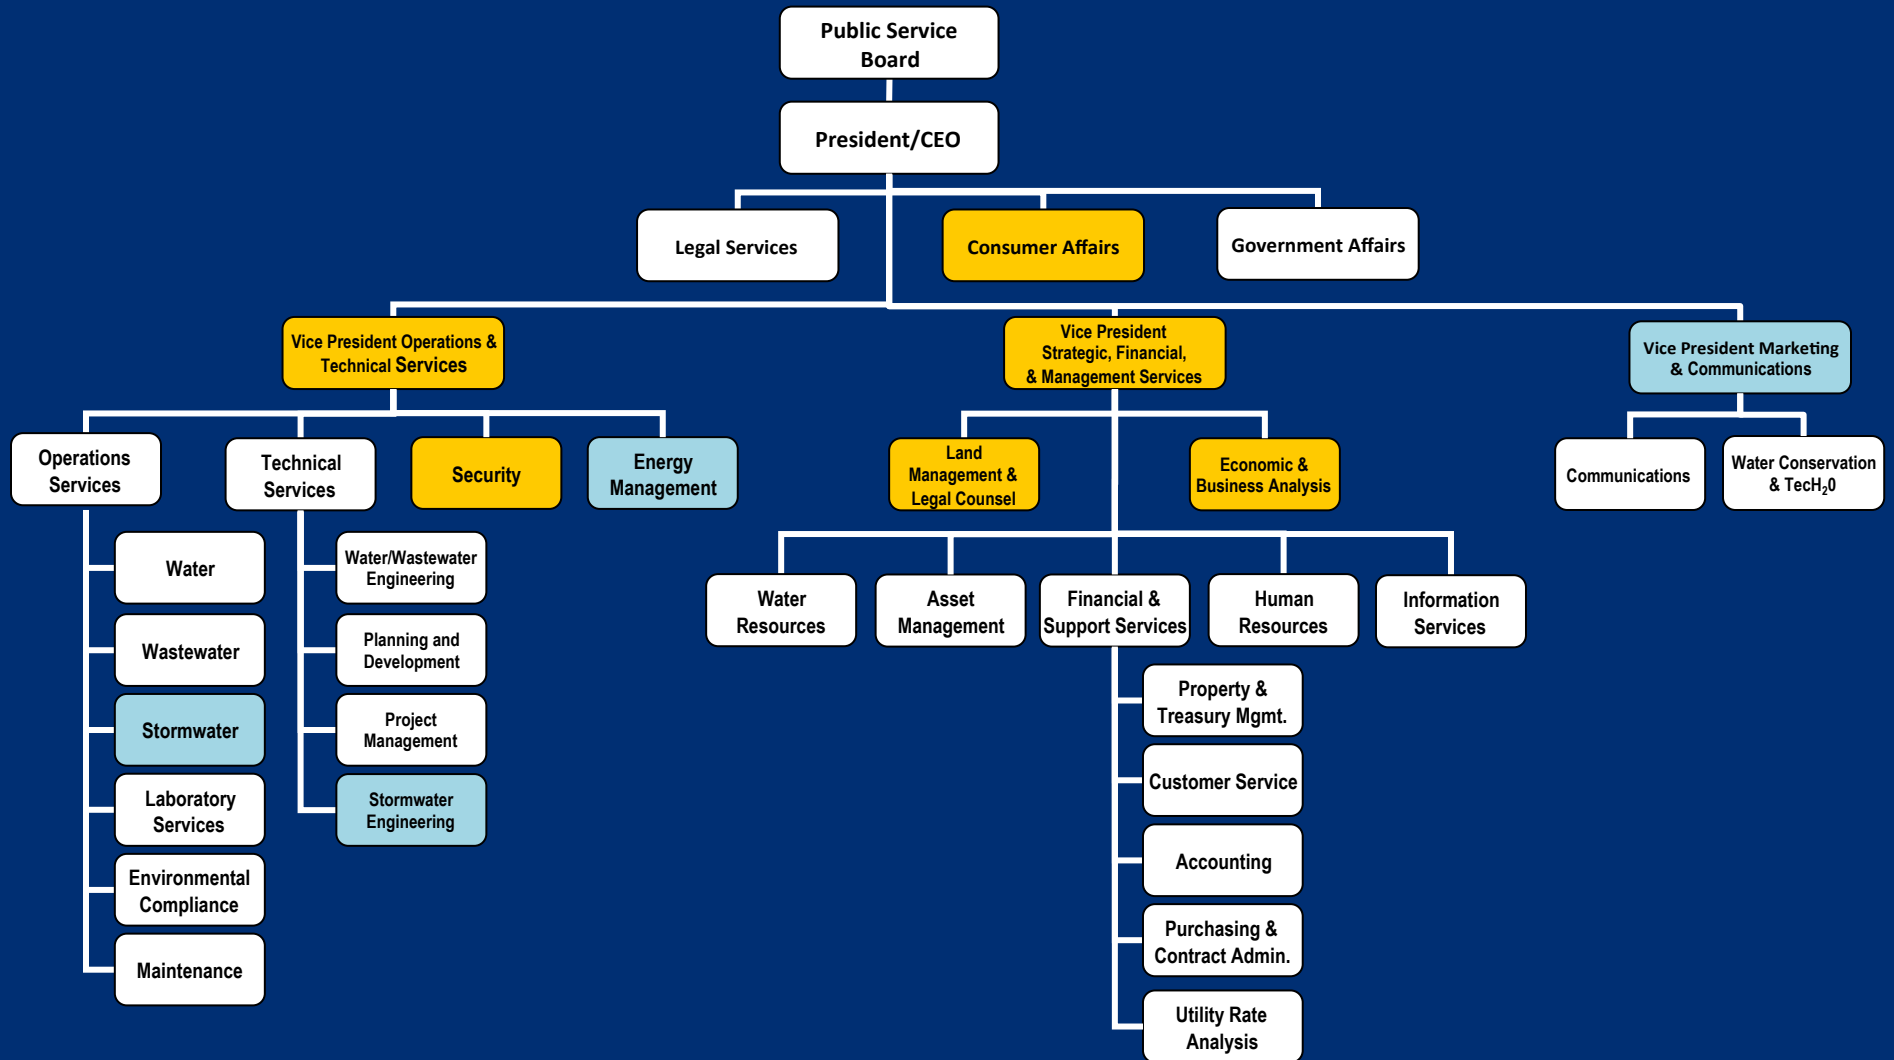 Public Service
Board
President/CEO
Legal Services
Consumer Affairs
Government Affairs
Vice President Operations &
Technical Services
Vice President
Strategic, Financial,
& Management Services
Vice President Marketing
& Communications
Operations
Services
Technical
Services
Security
Energy
Management
Land
Management &
Legal Counsel
Economic &
Business Analysis
Communications
Water Conservation
& TecH₂0
Water
Wastewater
Stormwater
Laboratory
Services
Environmental
Compliance
Maintenance
Water/Wastewater
Engineering
Planning and
Development
Project
Management
Stormwater
Engineering
Water
Resources
Asset
Management
Financial &
Support Services
Human
Resources
Information
Services
Property &
Treasury Mgmt.
Customer Service
Accounting
Purchasing &
Contract Admin.
Utility Rate
Analysis